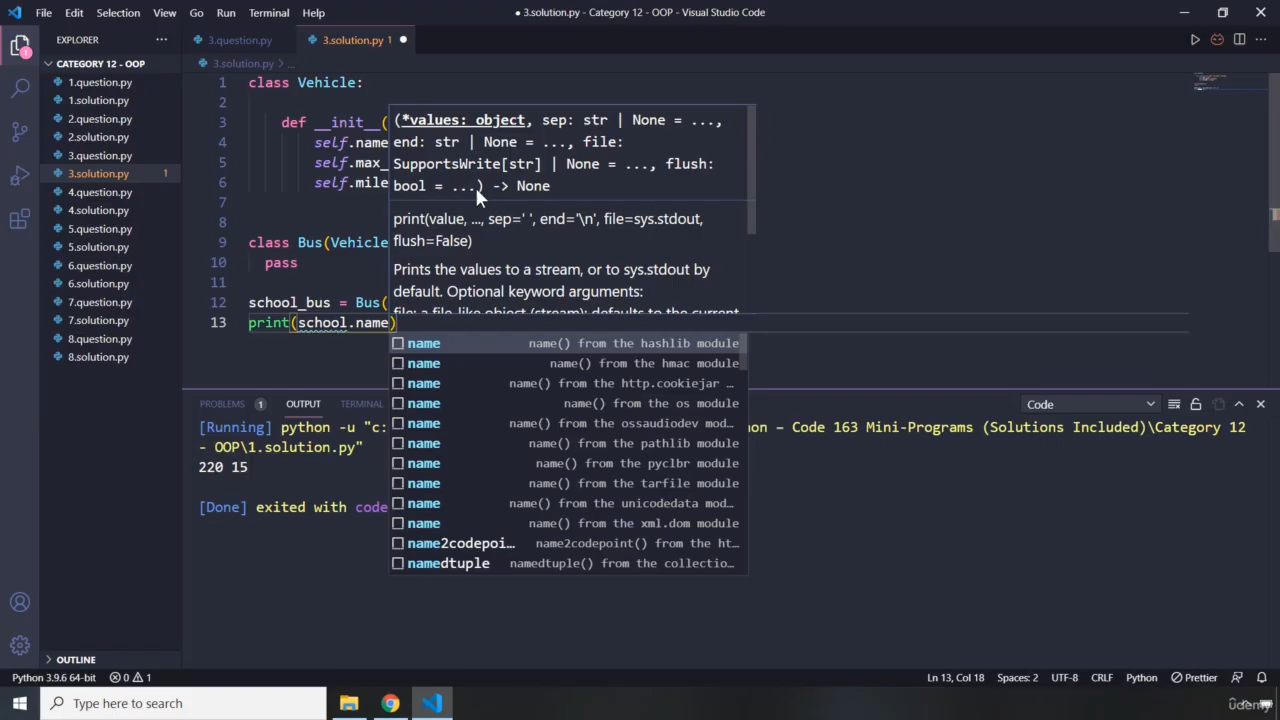 File Edit Selection View Go Run Terminal Help
● 3.solution.py - Category 12 - OOP - Visual Studio Code
EXPLORER
CATEGORY 12 - OOP
1.question.py
1.solution.py
2.question.py
2.solution.py
3.question.py
3.solution.py 1
4.question.py
4.solution.py
5.question.py
5.solution.py
6.question.py
6.solution.py
7.question.py
7.solution.py
8.question.py
8.solution.py
OUTLINE
3.question.py
3.solution.py 1 ●
3.solution.py > ...
1 class Vehicle:
2
3 def __init__(
4 self.name
5 self.max_
6 self.mile
7
8
9 class Bus(Vehicle
10 pass
11
12 school_bus = Bus(
13 print(school.name)
(*values: object, sep: str | None = ...,
end: str | None = ..., file:
SupportsWrite[str] | None = ..., flush:
bool = ...) -> None
print(value, ..., sep=' ', end='\n', file=sys.stdout,
flush=False)
Prints the values to a stream, or to sys.stdout by
default. Optional keyword arguments:
file: a file-like object (stream); defaults to the current
name name() from the hashlib module
name name() from the hmac module
name name() from the http.cookiejar …
name name() from the os module
name name() from the ossaudiodev mod…
name name() from the pathlib module
name name() from the pyclbr module
name name() from the tarfile module
name name() from the unicodedata mod…
name name() from the xml.dom module
name2codepoi… name2codepoint() from the ht…
namedtuple namedtuple() from the collectio…
PROBLEMS 1 OUTPUT TERMINAL
Code
[Running] python -u "c: on – Code 163 Mini-Programs (Solutions Included)\Category 12
- OOP\1.solution.py"
220 15
[Done] exited with code
Python 3.9.6 64-bit 0 1
Ln 13, Col 18 Spaces: 2 UTF-8 CRLF Python Prettier
Type here to search
udemy